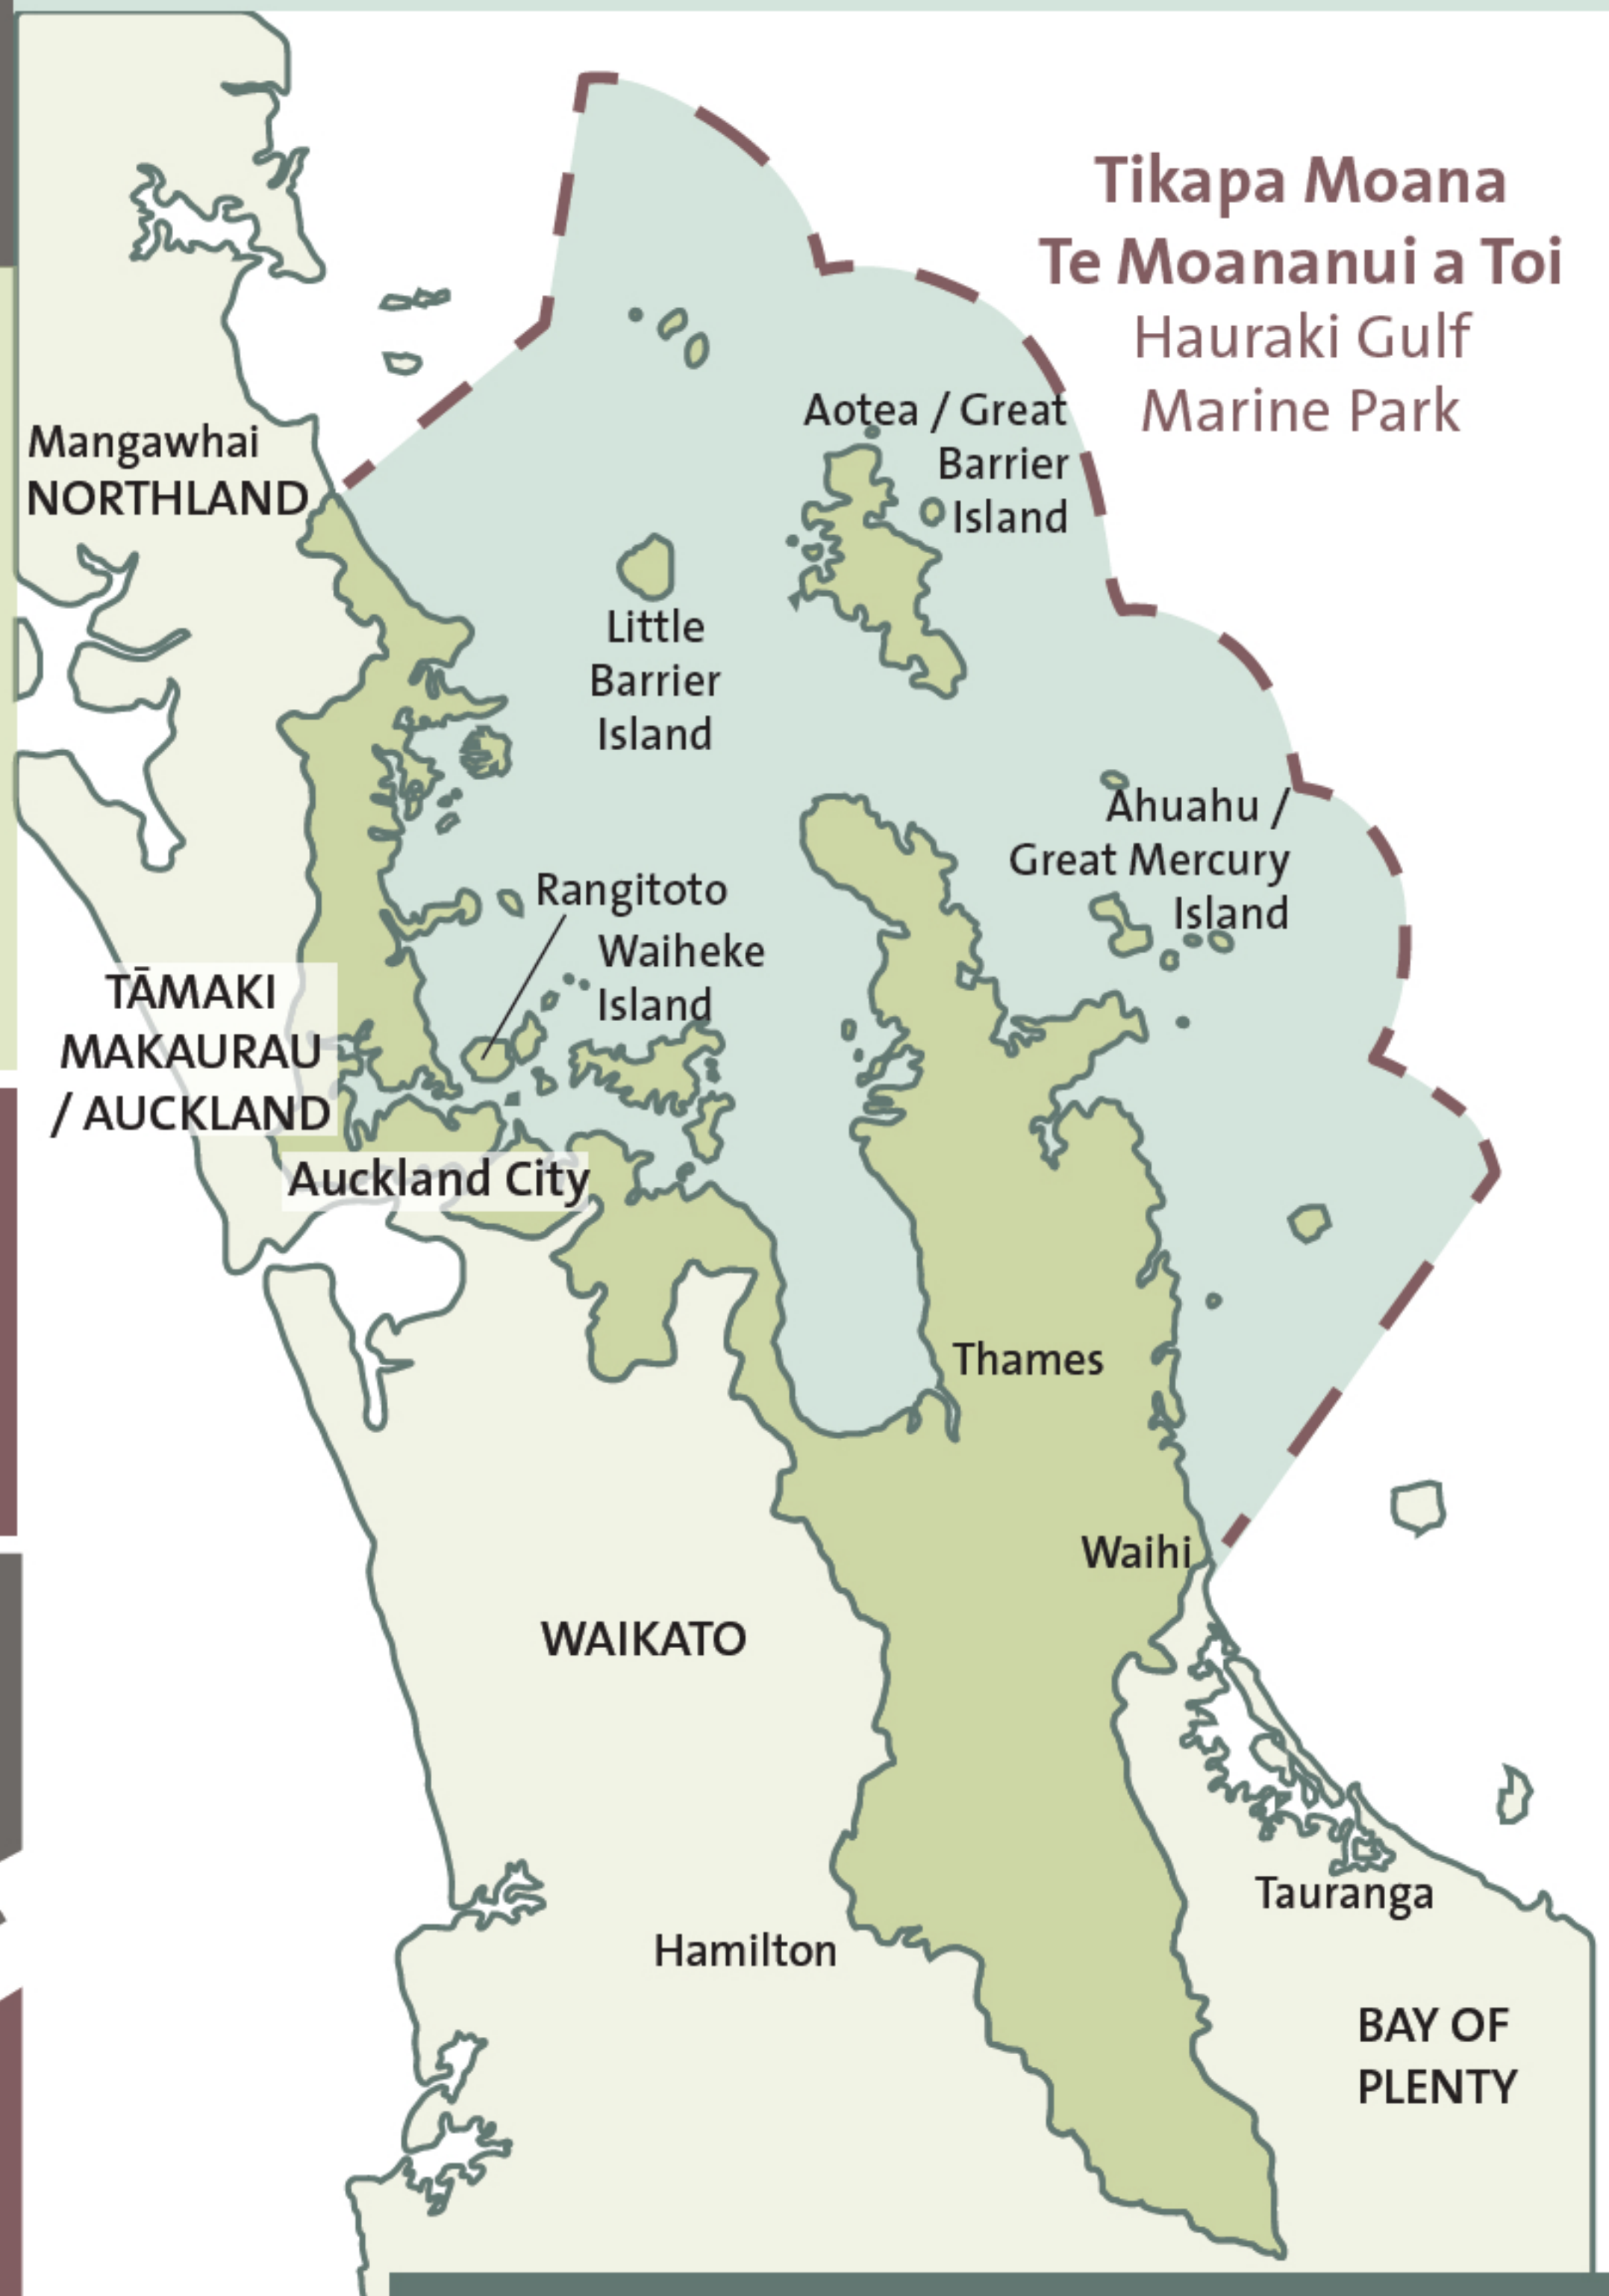 Tikapa Moana
Te Moananui a Toi
Hauraki Gulf
Marine Park
Aotea / Great
Barrier
Island
Mangawhai
NORTHLAND
Little
Barrier
Island
Ahuahu /
Great Mercury
Island
Rangitoto
Waiheke
Island
TĀMAKI
MAKAURAU
/ AUCKLAND
Auckland City
Thames
Waihi
WAIKATO
Tauranga
Hamilton
BAY OF
PLENTY